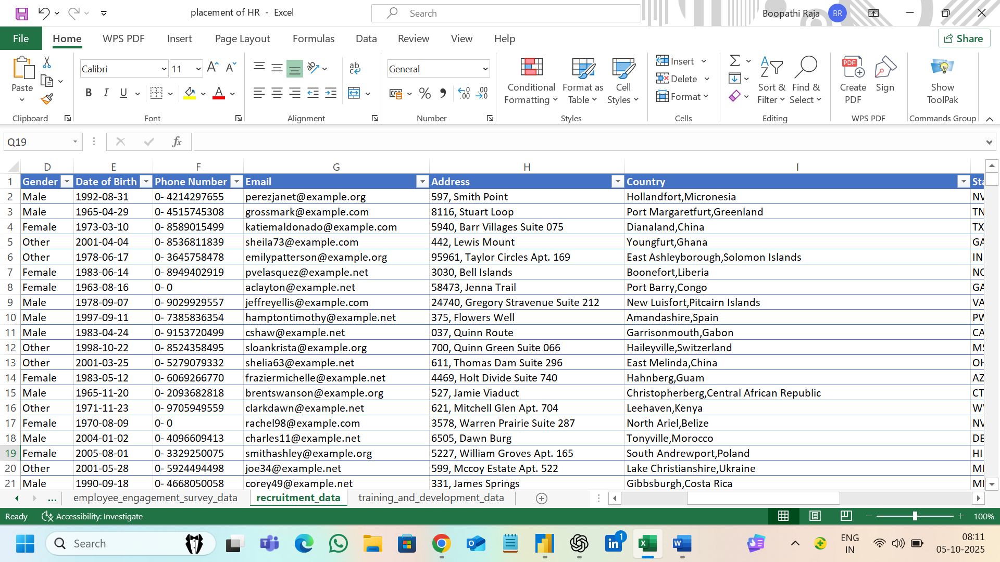 placement of HR - Excel
Search
Boopathi Raja BR
File Home WPS PDF Insert Page Layout Formulas Data Review View Help Share
Paste
Calibri 11
B I U A
ab
General
Conditional Formatting
Format as Table
Cell Styles
Insert
Delete
Format
Sort & Filter
Find & Select
Create PDF
Sign
Show ToolPak
Clipboard Font Alignment Number Styles Cells Editing WPS PDF Commands Group
Q19 fx
D E F G H I
1 Gender Date of Birth Phone Number Email Address Country
2 Male 1992-08-31 0- 4214297655 perezjanet@example.org 597, Smith Point Hollandfort,Micronesia NV
3 Male 1965-04-29 0- 4515745308 grossmark@example.com 8116, Stuart Loop Port Margaretfurt,Greenland TN
4 Female 1973-03-10 0- 8589015499 katiemaldonado@example.com 5940, Barr Villages Suite 075 Dianaland,China TX
5 Other 2001-04-04 0- 8536811839 sheila73@example.com 442, Lewis Mount Youngfurt,Ghana GA
6 Other 1978-06-17 0- 3645758478 emilypatterson@example.org 95961, Taylor Circles Apt. 169 East Ashleyborough,Solomon Islands IN
7 Female 1983-06-14 0- 8949402919 pvelasquez@example.net 3030, Bell Islands Boonefort,Liberia NC
8 Female 1963-08-16 0- 0 aclayton@example.net 58473, Jenna Trail Port Barry,Congo GA
9 Male 1978-09-07 0- 9029929557 jeffreyellis@example.com 24740, Gregory Stravenue Suite 212 New Luisfort,Pitcairn Islands VA
10 Male 1997-09-11 0- 7385836354 hamptontimothy@example.net 375, Flowers Well Amandashire,Spain PW
11 Male 1983-04-24 0- 9153720499 cshaw@example.net 037, Quinn Route Garrisonmouth,Gabon CA
12 Other 1998-10-22 0- 8524358495 sloankrista@example.org 700, Quinn Green Suite 066 Haileyville,Switzerland MS
13 Other 2001-03-25 0- 5279079332 shelia63@example.net 611, Thomas Dam Suite 296 East Melinda,China OH
14 Female 1983-05-12 0- 6069266770 fraziermichelle@example.net 4469, Holt Divide Suite 740 Hahnberg,Guam AZ
15 Male 1965-11-20 0- 2093682818 brentswanson@example.org 527, Jamie Viaduct Christopherberg,Central African Republic CT
16 Other 1971-11-23 0- 9705949559 clarkdawn@example.net 621, Mitchell Glen Apt. 704 Leehaven,Kenya
17 Female 1970-08-09 0- 0 rachel98@example.com 3578, Warren Prairie Suite 287 North Ariel,Belize NV
18 Male 2004-01-02 0- 4096609413 charles11@example.net 6505, Dawn Burg Tonyville,Morocco DE
19 Female 2005-08-01 0- 3329250075 smithashley@example.org 5227, William Groves Apt. 165 South Andrewport,Poland HI
20 Other 2001-05-28 0- 5924494498 joe34@example.net 599, Mccoy Estate Apt. 522 Lake Christianshire,Ukraine
21 Male 1990-09-18 0- 4668050058 corey49@example.net 331, James Springs Gibbsburgh,Costa Rica
... employee_engagement_survey_data recruitment_data training_and_development_data
Ready Accessibility: Investigate 100%
Search
1
ENG IN
08:11
05-10-2025